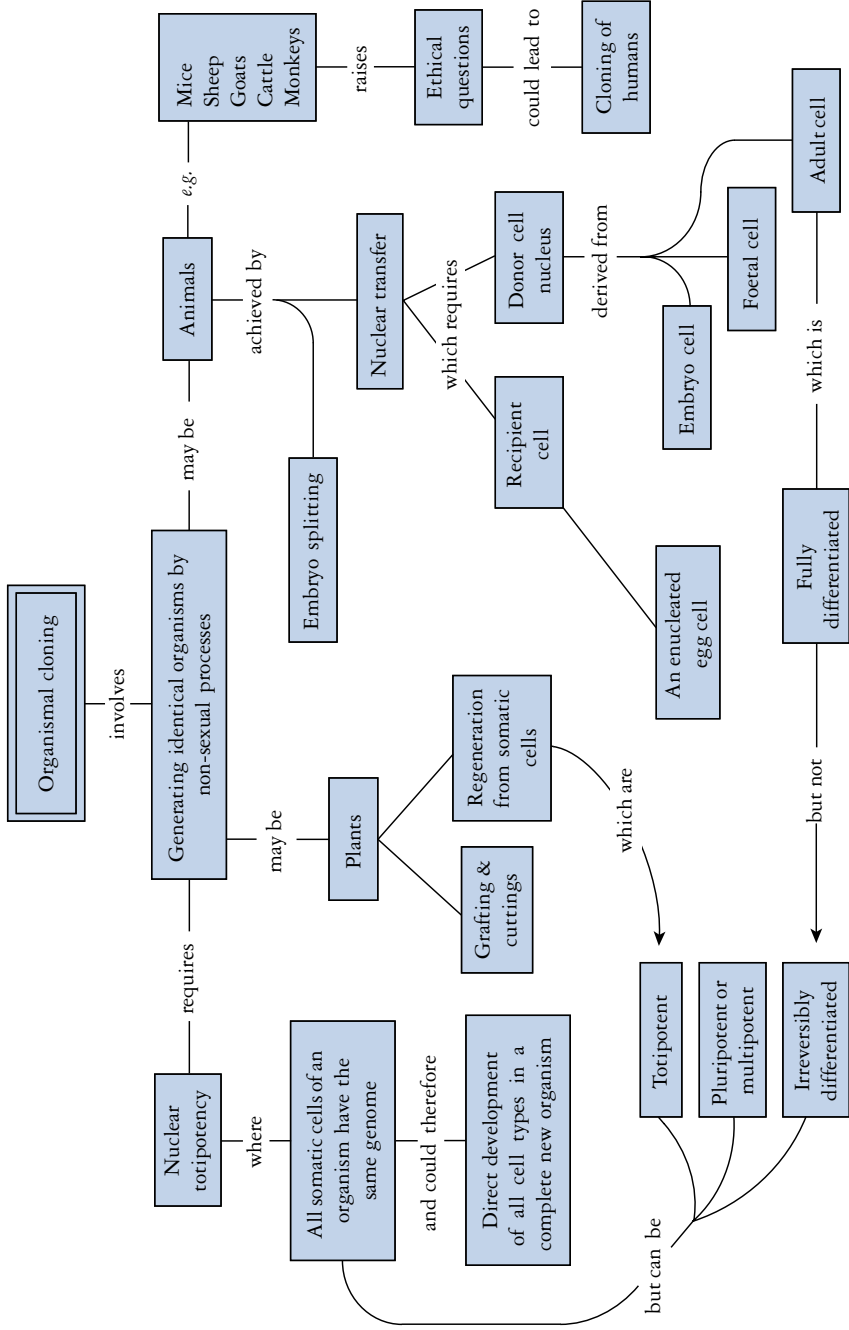 Organismal cloning
involves
Generating identical organisms by
non-sexual processes
requires
may be
may be
Nuclear
totipotency
where
All somatic cells of an
organism have the
same genome
and could therefore
Direct development
of all cell types in a
complete new organism
but can be
Totipotent
Pluripotent or
multipotent
Irreversibly
differentiated
Plants
Grafting &
cuttings
Regeneration
from somatic
cells
which are
Animals
e.g.
Mice
Sheep
Goats
Cattle
Monkeys
raises
Ethical
questions
could lead to
Cloning of
humans
achieved by
Embryo splitting
Nuclear transfer
which requires
Recipient
cell
An enucleated
egg cell
Donor cell
nucleus
derived from
Embryo cell
Foetal cell
Adult cell
which is
Fully
differentiated
but not